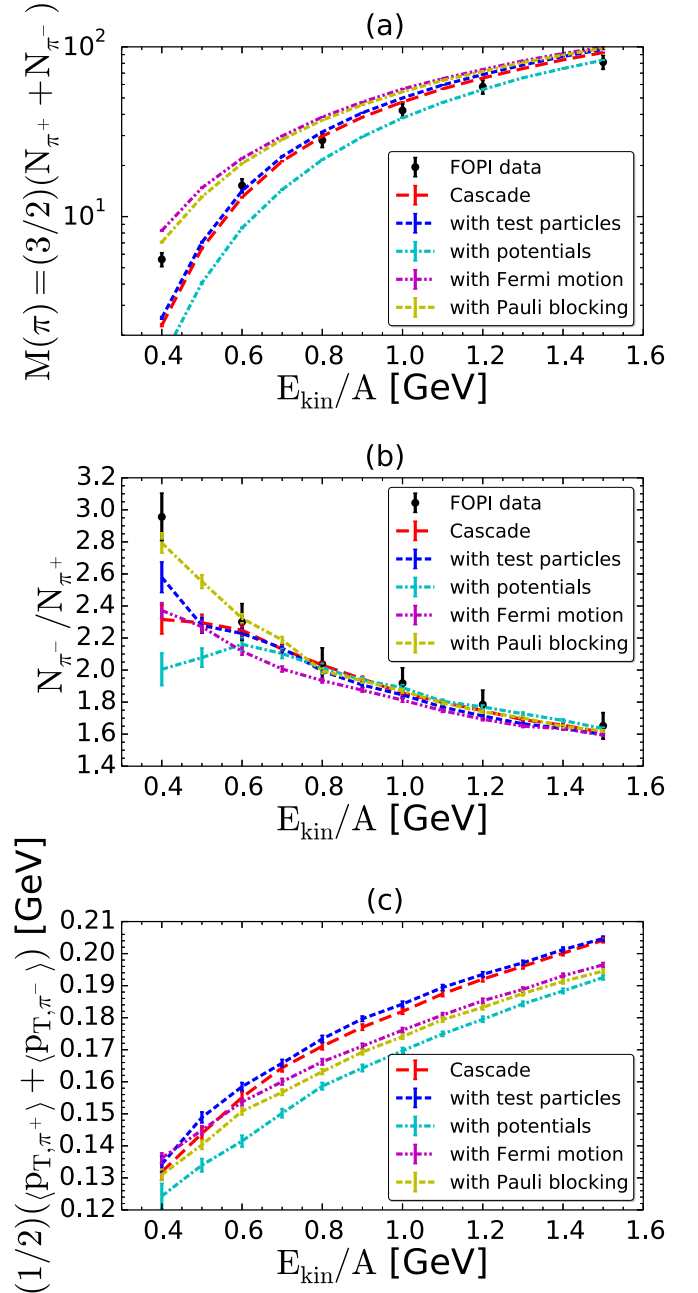 (a)
M(π) = (3/2)(N_π⁺ + N_π⁻)
10²
10¹
FOPI data
Cascade
with test particles
with potentials
with Fermi motion
with Pauli blocking
0.4 0.6 0.8 1.0 1.2 1.4 1.6
E_kin/A [GeV]
(b)
N_π⁻/N_π⁺
3.2
3.0
2.8
2.6
2.4
2.2
2.0
1.8
1.6
1.4
FOPI data
Cascade
with test particles
with potentials
with Fermi motion
with Pauli blocking
0.4 0.6 0.8 1.0 1.2 1.4 1.6
E_kin/A [GeV]
(c)
(1/2)(⟨p_T,π⁺⟩ + ⟨p_T,π⁻⟩) [GeV]
0.21
0.20
0.19
0.18
0.17
0.16
0.15
0.14
0.13
0.12
Cascade
with test particles
with potentials
with Fermi motion
with Pauli blocking
0.4 0.6 0.8 1.0 1.2 1.4 1.6
E_kin/A [GeV]